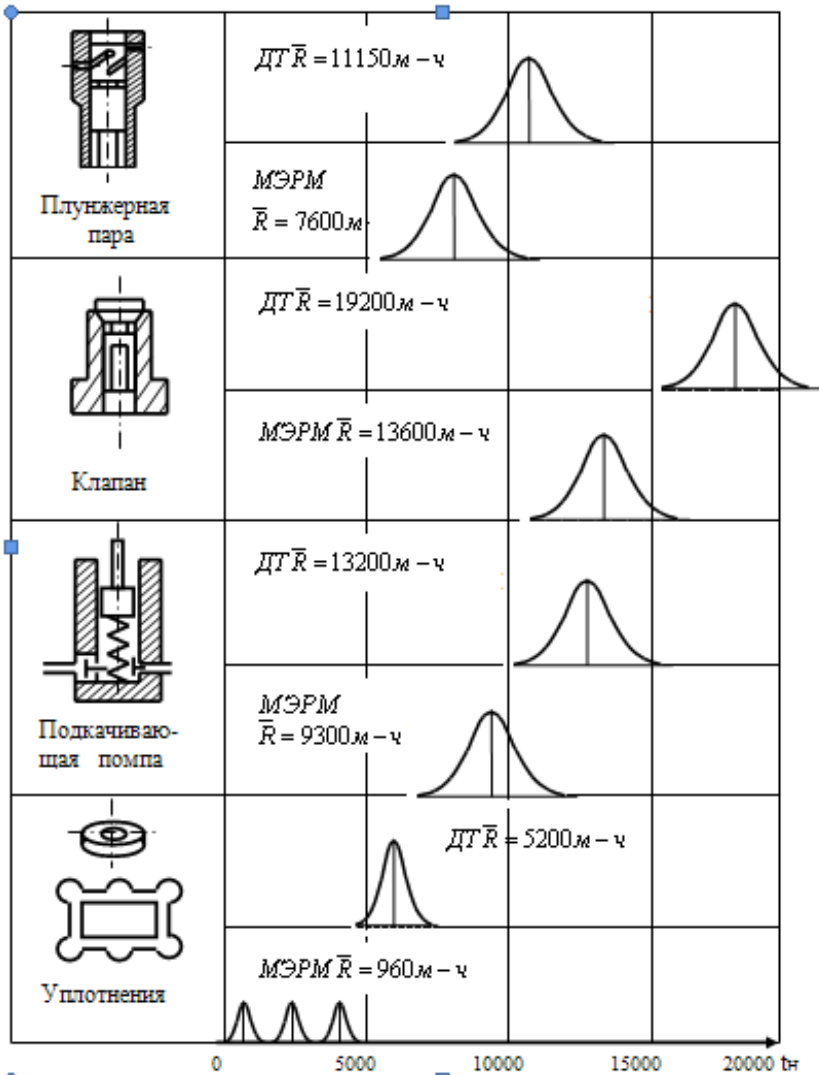 ДТ R̅ = 11150м – ч
МЭРМ
R̅ = 7600м
Плунжерная
пара
ДТ R̅ = 19200м – ч
МЭРМ R̅ = 13600м – ч
Клапан
ДТ R̅ = 13200м – ч
МЭРМ
R̅ = 9300м – ч
Подкачиваю-
щая помпа
ДТ R̅ = 5200м – ч
МЭРМ R̅ = 960м – ч
Уплотнения
0 5000 10000 15000 20000 tн